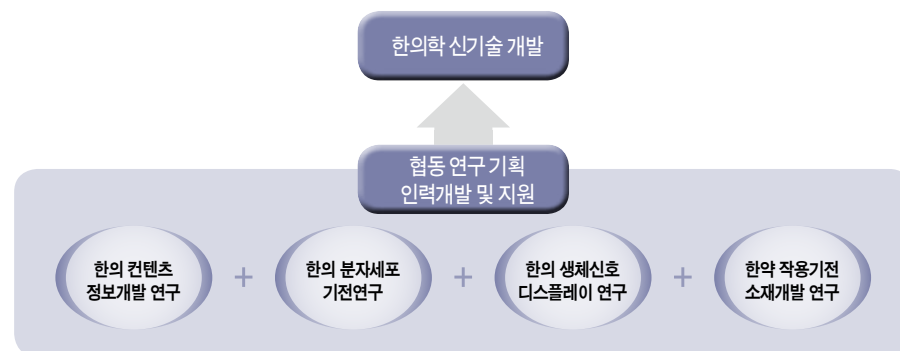 한의학 신기술 개발
협동 연구 기획
인력개발 및 지원
한의 컨텐츠
정보개발 연구
+
한의 분자세포
기전연구
+
한의 생체신호
디스플레이 연구
+
한약 작용기전
소재개발 연구